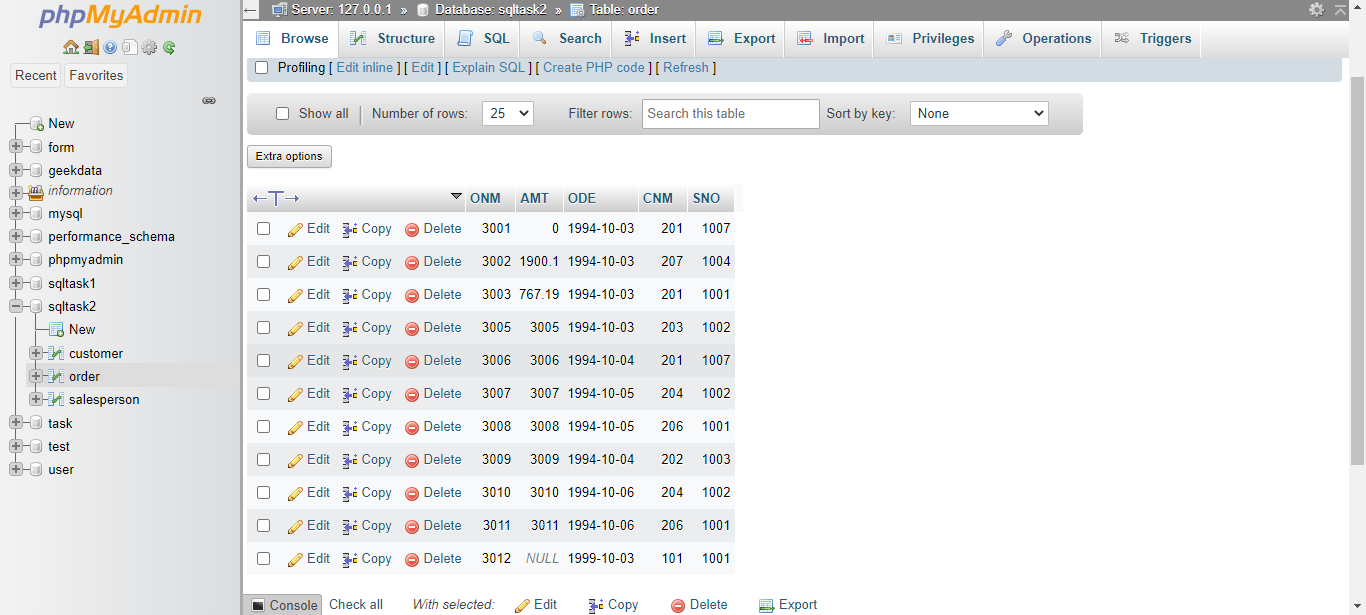 phpMyAdmin
Recent Favorites
New
form
geekdata
information
mysql
performance_schema
phpmyadmin
sqltask1
sqltask2
New
customer
order
salesperson
task
test
user
Server: 127.0.0.1 » Database: sqltask2 » Table: order
Browse Structure SQL Search Insert Export Import Privileges Operations Triggers
Profiling [ Edit inline ] [ Edit ] [ Explain SQL ] [ Create PHP code ] [ Refresh ]
Show all Number of rows: 25 Filter rows: Search this table Sort by key: None
Extra options
←T→ ONM AMT ODE CNM SNO
Edit Copy Delete 3001 0 1994-10-03 201 1007
Edit Copy Delete 3002 1900.1 1994-10-03 207 1004
Edit Copy Delete 3003 767.19 1994-10-03 201 1001
Edit Copy Delete 3005 3005 1994-10-03 203 1002
Edit Copy Delete 3006 3006 1994-10-04 201 1007
Edit Copy Delete 3007 3007 1994-10-05 204 1002
Edit Copy Delete 3008 3008 1994-10-05 206 1001
Edit Copy Delete 3009 3009 1994-10-04 202 1003
Edit Copy Delete 3010 3010 1994-10-06 204 1002
Edit Copy Delete 3011 3011 1994-10-06 206 1001
Edit Copy Delete 3012 NULL 1999-10-03 101 1001
Console Check all With selected: Edit Copy Delete Export